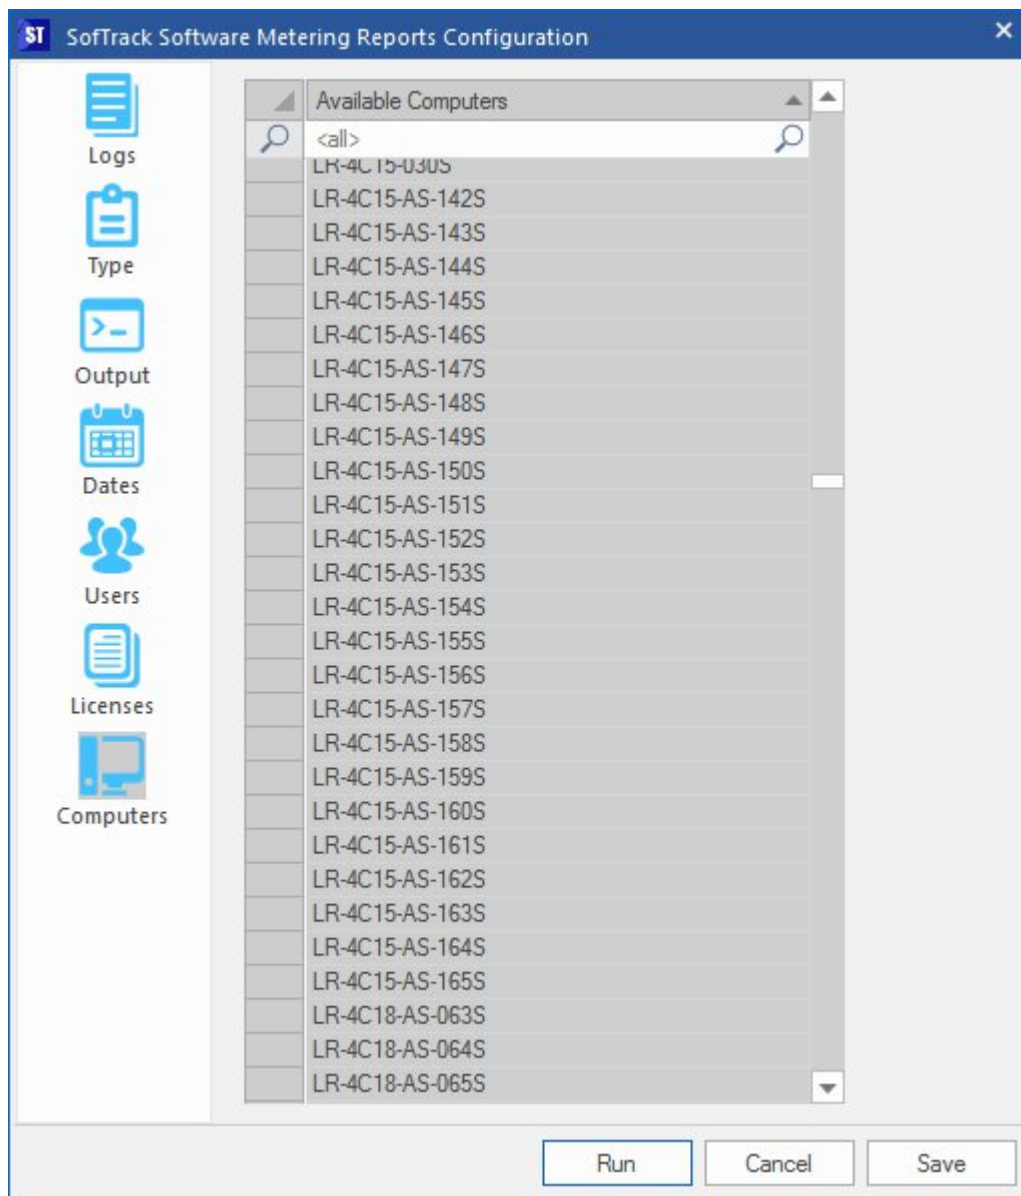 ST SofTrack Software Metering Reports Configuration
Logs
Type
Output
Dates
Users
Licenses
Computers
Available Computers
<all>
LR-4C15-030S
LR-4C15-AS-142S
LR-4C15-AS-143S
LR-4C15-AS-144S
LR-4C15-AS-145S
LR-4C15-AS-146S
LR-4C15-AS-147S
LR-4C15-AS-148S
LR-4C15-AS-149S
LR-4C15-AS-150S
LR-4C15-AS-151S
LR-4C15-AS-152S
LR-4C15-AS-153S
LR-4C15-AS-154S
LR-4C15-AS-155S
LR-4C15-AS-156S
LR-4C15-AS-157S
LR-4C15-AS-158S
LR-4C15-AS-159S
LR-4C15-AS-160S
LR-4C15-AS-161S
LR-4C15-AS-162S
LR-4C15-AS-163S
LR-4C15-AS-164S
LR-4C15-AS-165S
LR-4C18-AS-063S
LR-4C18-AS-064S
LR-4C18-AS-065S
Run Cancel Save